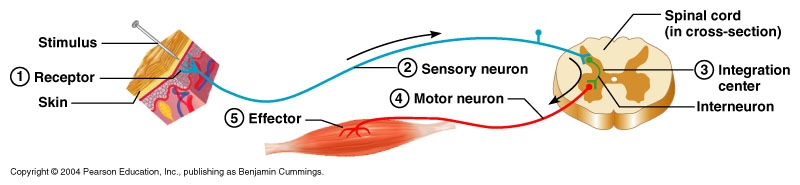 Stimulus
1 Receptor
Skin
2 Sensory neuron
Spinal cord
(in cross-section)
3 Integration
center
Interneuron
4 Motor neuron
5 Effector
Copyright © 2004 Pearson Education, Inc., publishing as Benjamin Cummings.